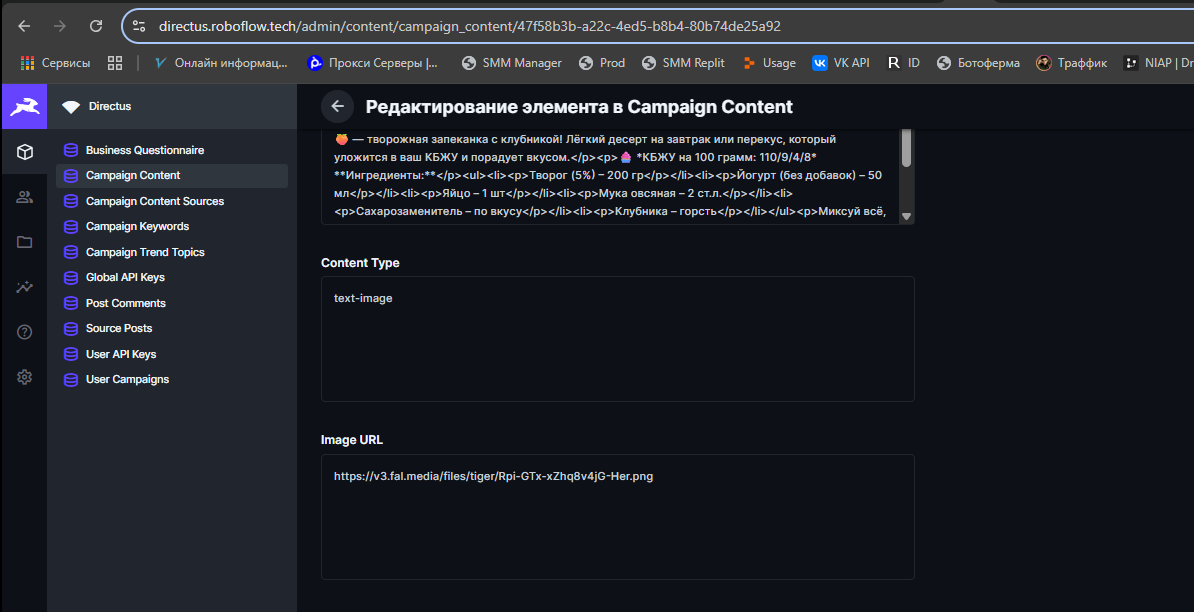 directus.roboflow.tech/admin/content/campaign_content/47f58b3b-a22c-4ed5-b8b4-80b74de25a92
Сервисы
Онлайн информац...
Прокси Серверы |...
SMM Manager
Prod
SMM Replit
Usage
VK API
R ID
Ботоферма
Траффик
NIAP | Dr
Directus
Business Questionnaire
Campaign Content
Campaign Content Sources
Campaign Keywords
Campaign Trend Topics
Global API Keys
Post Comments
Source Posts
User API Keys
User Campaigns
Редактирование элемента в Campaign Content
🍑 — творожная запеканка с клубникой! Лёгкий десерт на завтрак или перекус, который
уложится в ваш КБЖУ и порадует вкусом.</p><p>🧁 *КБЖУ на 100 грамм: 110/9/4/8*
**Ингредиенты:**</p><ul><li><p>Творог (5%) – 200 гр</p></li><li><p>Йогурт (без добавок) – 50
мл</p></li><li><p>Яйцо – 1 шт</p></li><li><p>Мука овсяная – 2 ст.л.</p></li><li>
<p>Сахарозаменитель – по вкусу</p></li><li><p>Клубника – горсть</p></li></ul><p>Миксуй всё,
Content Type
text-image
Image URL
https://v3.fal.media/files/tiger/Rpi-GTx-xZhq8v4jG-Her.png